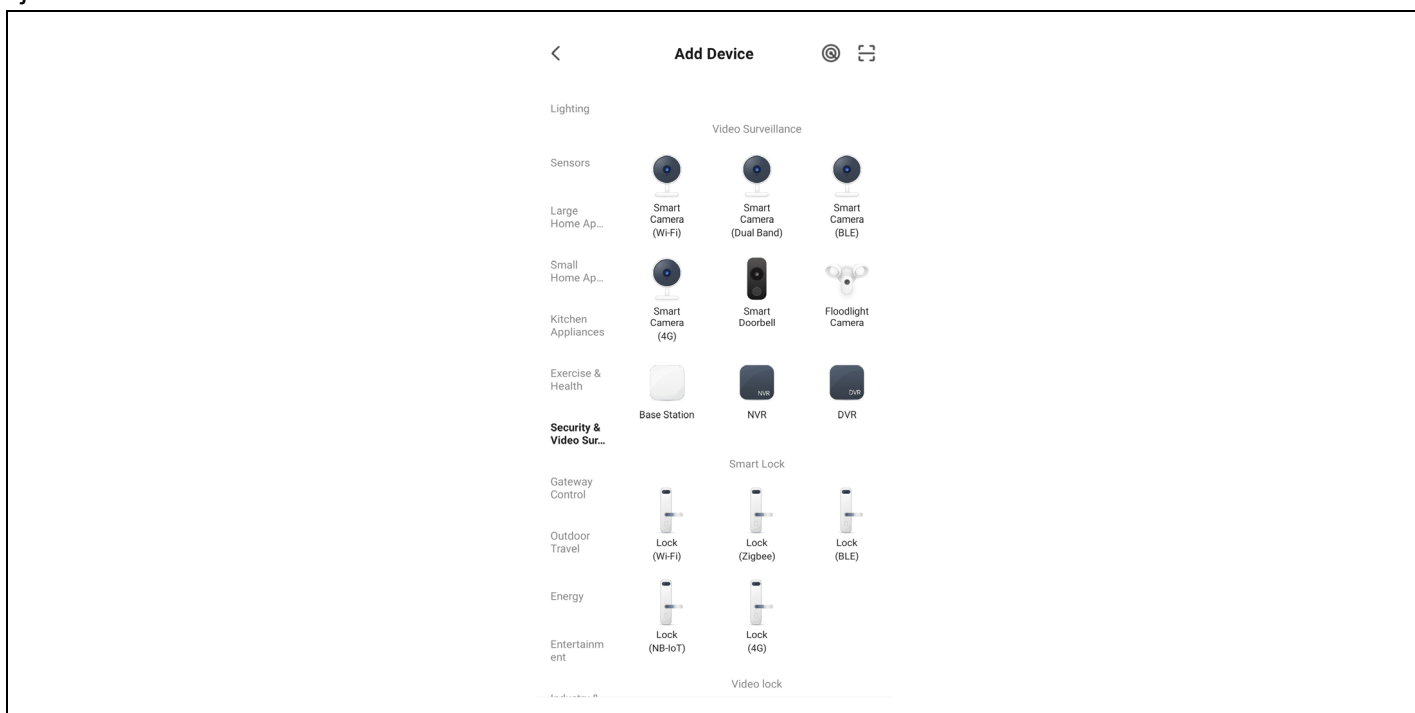 Add Device
Lighting
Sensors
Large
Home Ap...
Small
Home Ap...
Kitchen
Appliances
Exercise &
Health
Security &
Video Sur...
Gateway
Control
Outdoor
Travel
Energy
Entertainm
ent
Video Surveillance
Smart
Camera
(Wi-Fi)
Smart
Camera
(Dual Band)
Smart
Camera
(BLE)
Smart
Camera
(4G)
Smart
Doorbell
Floodlight
Camera
Base Station
NVR
NVR
DVR
DVR
Smart Lock
Lock
(Wi-Fi)
Lock
(Zigbee)
Lock
(BLE)
Lock
(NB-IoT)
Lock
(4G)
Video lock